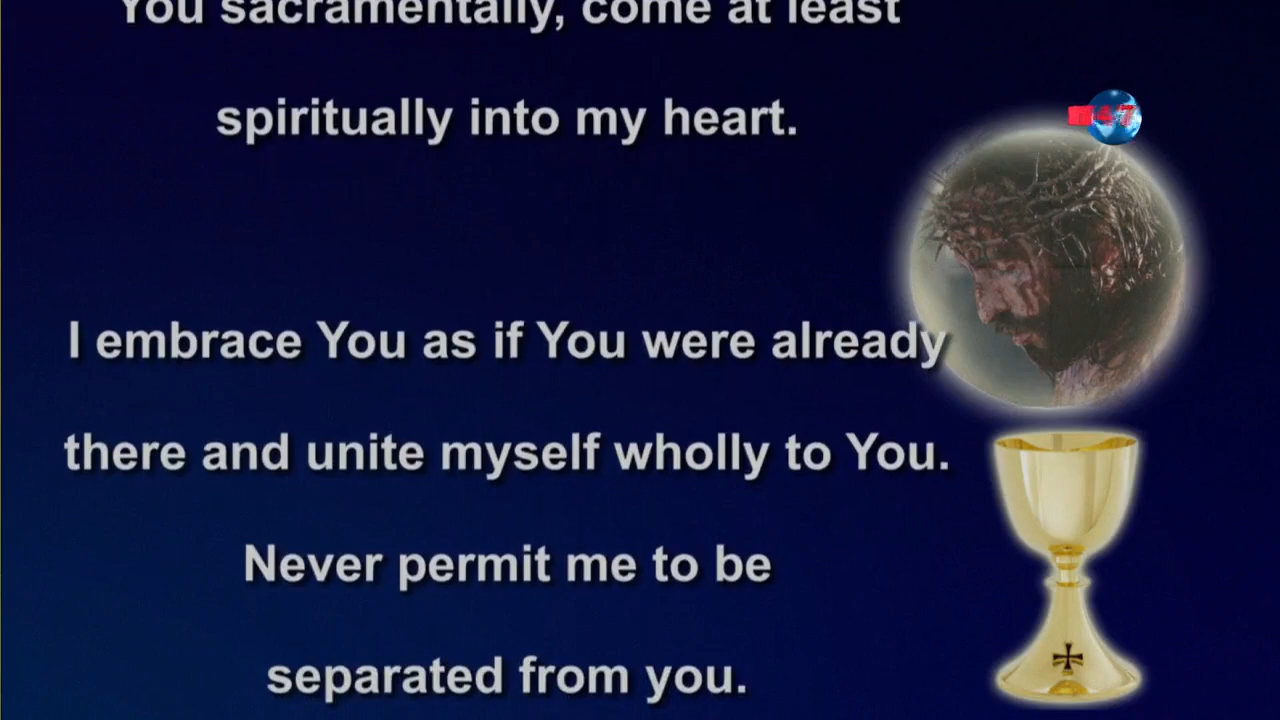 You sacramentally, come at least
spiritually into my heart.
I embrace You as if You were already
there and unite myself wholly to You.
Never permit me to be
separated from you.